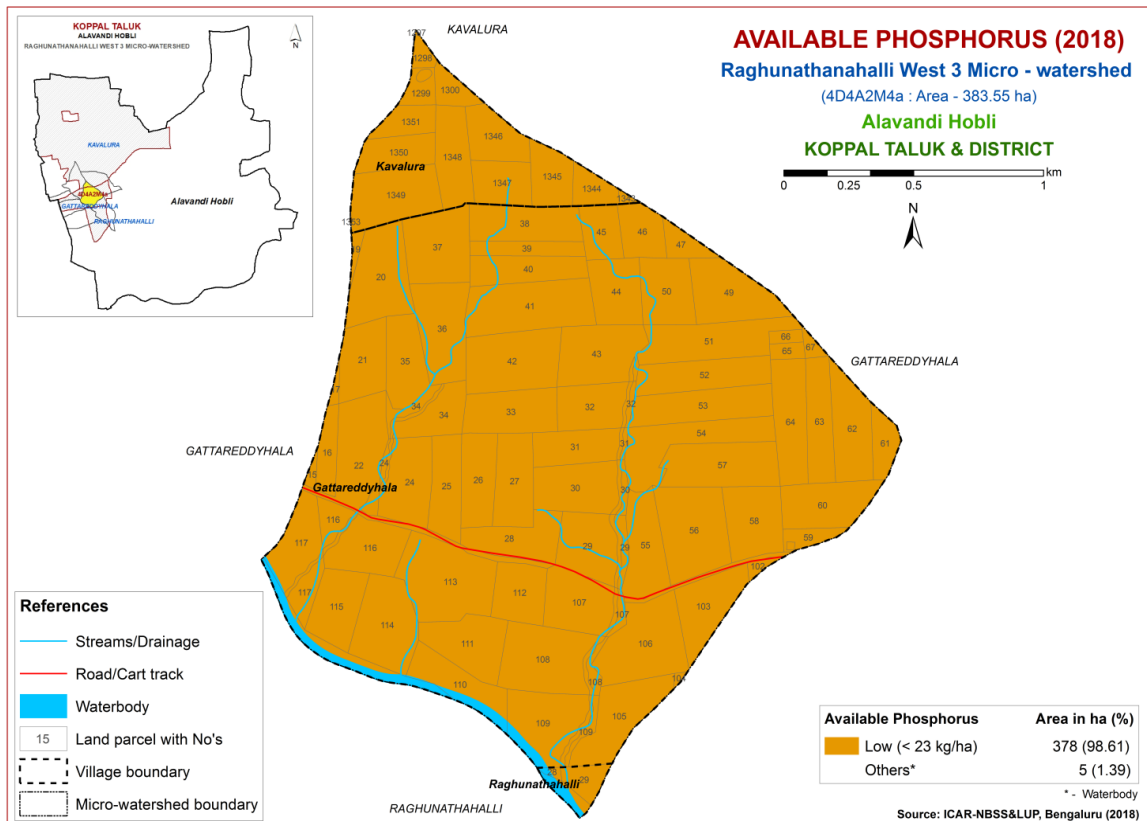 KOPPAL TALUK
ALAVANDI HOBLI
RAGHUNATHANAHALLI WEST 3 MICRO-WATERSHED
N
KAVALURA
4D4A2M4a
GATTAREDDYHALA
RAGHUNATHAHALLI
Alavandi Hobli
AVAILABLE PHOSPHORUS (2018)
Raghunathanahalli West 3 Micro - watershed
(4D4A2M4a : Area - 383.55 ha)
Alavandi Hobli
KOPPAL TALUK & DISTRICT
km
0 0.25 0.5 1
N
KAVALURA
1297
1298
1299 1300
1351 1346
1350 1348
Kavalura
1347 1345 1344
1349 1343
1353
38 45 46 47
19 37 39
20 40
44 50 49
41
36
51 66
65 67
21 35 42 43
GATTAREDDYHALA
52
17
34 34 33 32 32 53
64 63 62 61
54
31 31
GATTAREDDYHALA
16 22 24 57
15 24 25 26 27 30 30
Gattareddyhala
60
116 56 58
117 116 28 29 29 55 59
102
113 112 107 107 103
117 115 114
111 106
108
110 108 104
109 109 105
28
Raghunathahalli
29
RAGHUNATHAHALLI
References
Streams/Drainage
Road/Cart track
Waterbody
15 Land parcel with No's
Village boundary
Micro-watershed boundary
Available Phosphorus Area in ha (%)
Low (< 23 kg/ha) 378 (98.61)
Others* 5 (1.39)
* - Waterbody
Source: ICAR-NBSS&LUP, Bengaluru (2018)